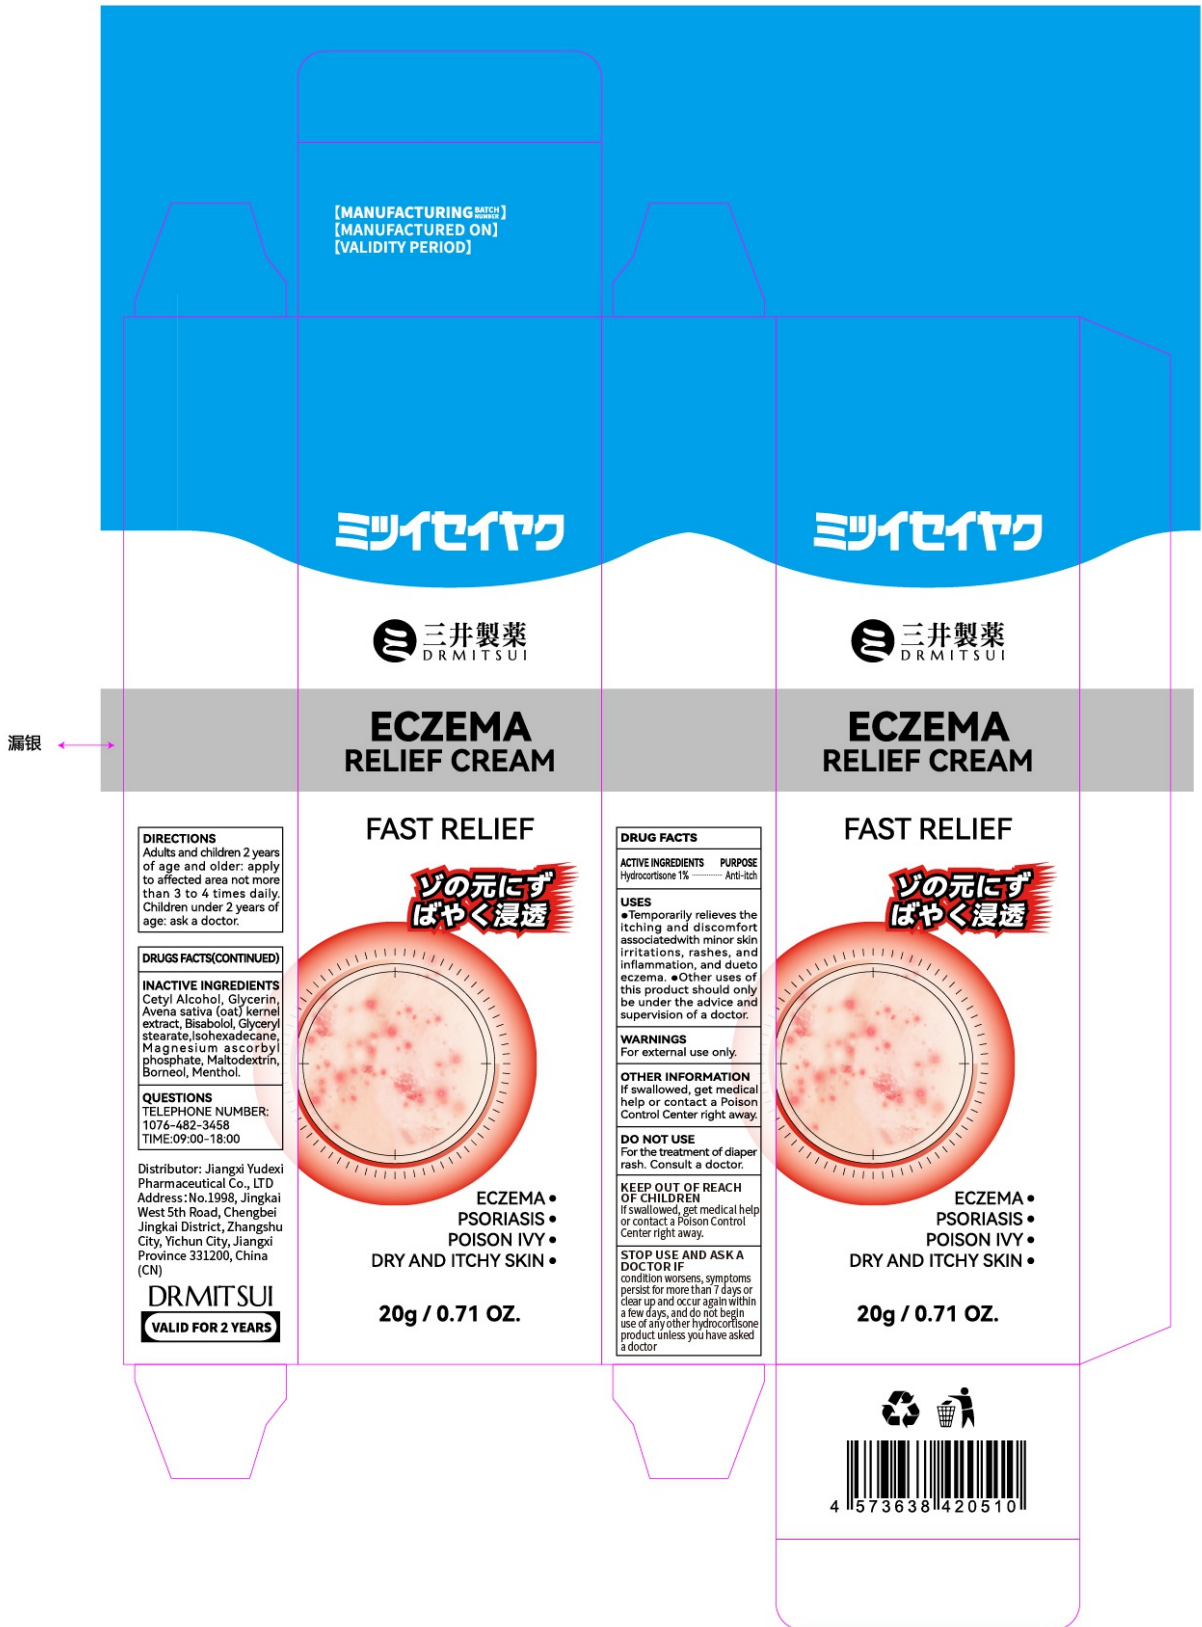 【MANUFACTURING BATCH NUMBER】
【MANUFACTURED ON】
【VALIDITY PERIOD】
ミツイセイヤク
三井製薬
DRMITSUI
ECZEMA
RELIEF CREAM
FAST RELIEF
ゾの元にず
ばやく浸透
ECZEMA •
PSORIASIS •
POISON IVY •
DRY AND ITCHY SKIN •
20g / 0.71 OZ.
ミツイセイヤク
三井製薬
DRMITSUI
ECZEMA
RELIEF CREAM
FAST RELIEF
ゾの元にず
ばやく浸透
ECZEMA •
PSORIASIS •
POISON IVY •
DRY AND ITCHY SKIN •
20g / 0.71 OZ.
漏银
DIRECTIONS
Adults and children 2 years
of age and older: apply
to affected area not more
than 3 to 4 times daily.
Children under 2 years of
age: ask a doctor.
DRUGS FACTS(CONTINUED)
INACTIVE INGREDIENTS
Cetyl Alcohol, Glycerin,
Avena sativa (oat) kernel
extract, Bisabolol, Glyceryl
stearate,Isohexadecane,
Magnesium ascorbyl
phosphate, Maltodextrin,
Borneol, Menthol.
QUESTIONS
TELEPHONE NUMBER:
1076-482-3458
TIME:09:00-18:00
Distributor: Jiangxi Yudexi
Pharmaceutical Co., LTD
Address:No.1998, Jingkai
West 5th Road, Chengbei
Jingkai District, Zhangshu
City, Yichun City, Jiangxi
Province 331200, China
(CN)
DRMITSUI
VALID FOR 2 YEARS
DRUG FACTS
ACTIVE INGREDIENTS PURPOSE
Hydrocortisone 1% ············ Anti-itch
USES
●Temporarily relieves the
itching and discomfort
associatedwith minor skin
irritations, rashes, and
inflammation, and dueto
eczema. ●Other uses of
this product should only
be under the advice and
supervision of a doctor.
WARNINGS
For external use only.
OTHER INFORMATION
If swallowed, get medical
help or contact a Poison
Control Center right away.
DO NOT USE
For the treatment of diaper
rash. Consult a doctor.
KEEP OUT OF REACH
OF CHILDREN
If swallowed, get medical help
or contact a Poison Control
Center right away.
STOP USE AND ASK A
DOCTOR IF
condition worsens, symptoms
persist for more than 7 days or
clear up and occur again within
a few days, and do not begin
use of any other hydrocortisone
product unless you have asked
a doctor
4 573638 420510